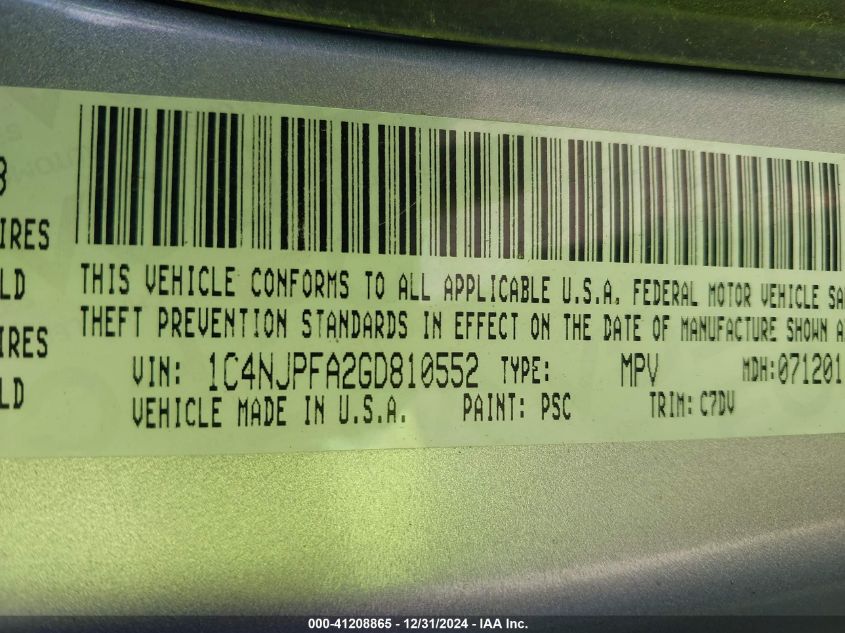 8
IRES
LD
IRES
LD
THIS VEHICLE CONFORMS TO ALL APPLICABLE U.S.A. FEDERAL MOTOR VEHICLE SA
THEFT PREVENTION STANDARDS IN EFFECT ON THE DATE OF MANUFACTURE SHOWN A
VIN: 1C4NJPFA2GD810552 TYPE: MPV MDH:071201
VEHICLE MADE IN U.S.A. PAINT: PSC TRIM: C7DV
000-41208865 - 12/31/2024 - IAA Inc.